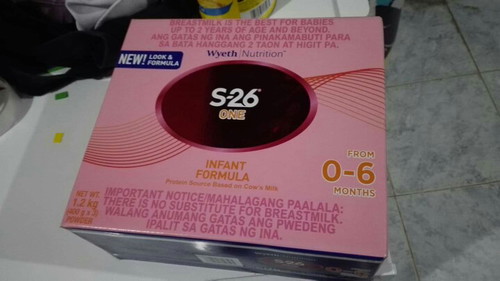 BREASTMILK IS THE BEST FOR BABIES
UP TO 2 YEARS OF AGE AND BEYOND.
ANG GATAS NG INA ANG PINAKAMABUTI PARA
SA BATA HANGGANG 2 TAON AT HIGIT PA.
Wyeth Nutrition
NEW! LOOK &
FORMULA
S-26
ONE
INFANT
FORMULA
Protein Source Based on Cow's Milk
FROM
0-6
MONTHS
NET WT.
1.2 kg
(400 g x 3)
POWDER
IMPORTANT NOTICE/MAHALAGANG PAALALA:
THERE IS NO SUBSTITUTE FOR BREASTMILK.
WALANG ANUMANG GATAS ANG PWEDENG
IPALIT SA GATAS NG INA.
S-26